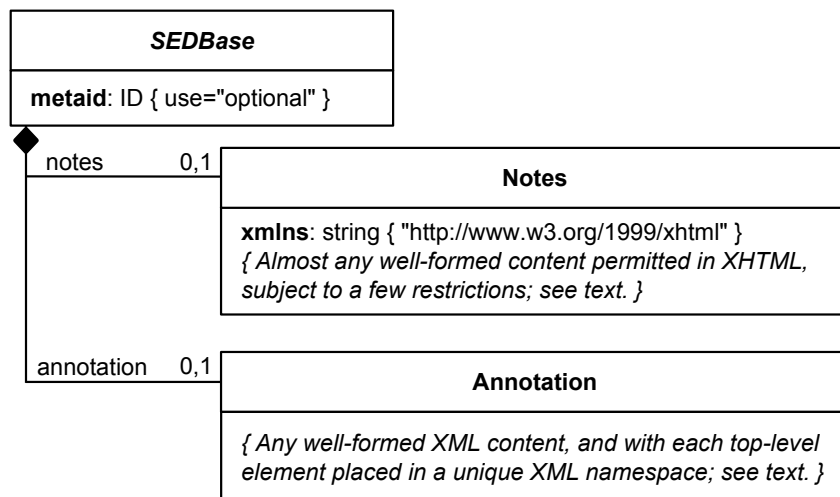 SEDBase
metaid: ID { use="optional" }
notes 0,1
Notes
xmlns: string { "http://www.w3.org/1999/xhtml" }
{ Almost any well-formed content permitted in XHTML,
subject to a few restrictions; see text. }
annotation 0,1
Annotation
{ Any well-formed XML content, and with each top-level
element placed in a unique XML namespace; see text. }